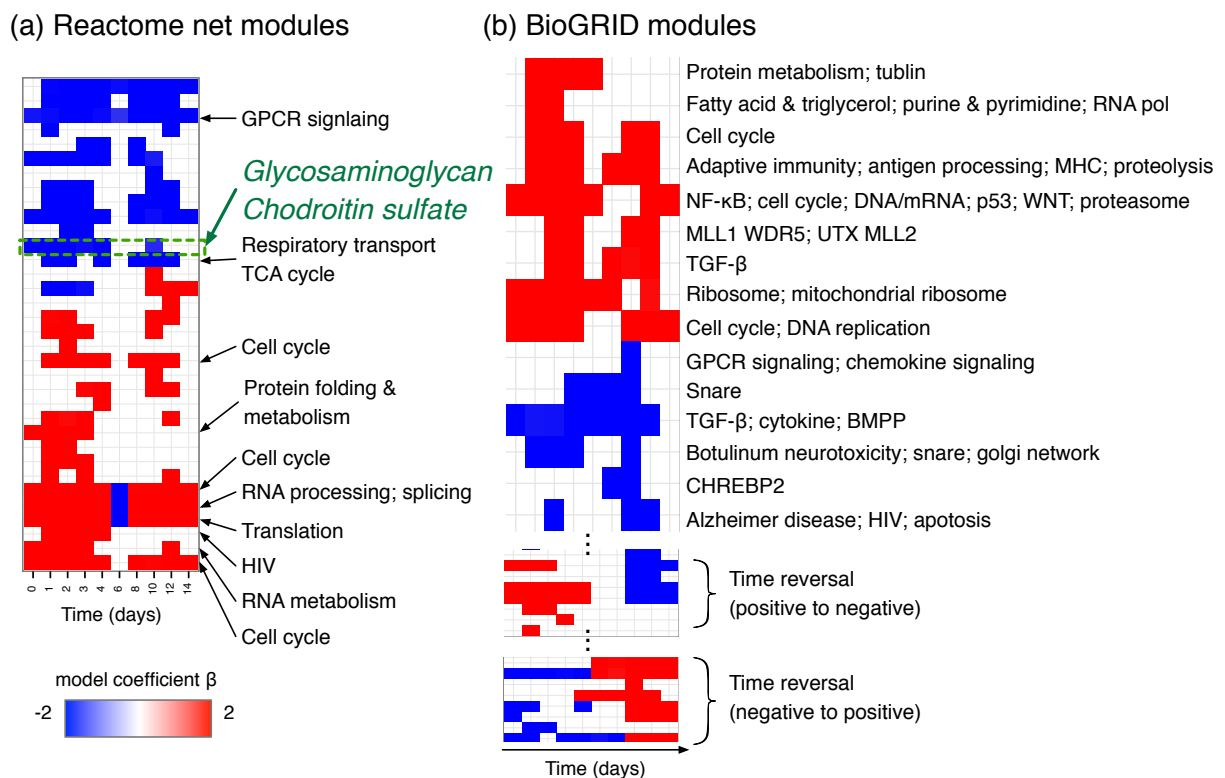 (a) Reactome net modules
GPCR signlaing
Glycosaminoglycan
Chodroitin sulfate
Respiratory transport
TCA cycle
Cell cycle
Protein folding &
metabolism
Cell cycle
RNA processing; splicing
Translation
HIV
RNA metabolism
Cell cycle
0 1 2 3 4 6 8 10 12 14
Time (days)
model coefficient β
-2 2
(b) BioGRID modules
Protein metabolism; tublin
Fatty acid & triglycerol; purine & pyrimidine; RNA pol
Cell cycle
Adaptive immunity; antigen processing; MHC; proteolysis
NF-κB; cell cycle; DNA/mRNA; p53; WNT; proteasome
MLL1 WDR5; UTX MLL2
TGF-β
Ribosome; mitochondrial ribosome
Cell cycle; DNA replication
GPCR signaling; chemokine signaling
Snare
TGF-β; cytokine; BMPP
Botulinum neurotoxicity; snare; golgi network
CHREBP2
Alzheimer disease; HIV; apotosis
Time reversal
(positive to negative)
Time reversal
(negative to positive)
Time (days)